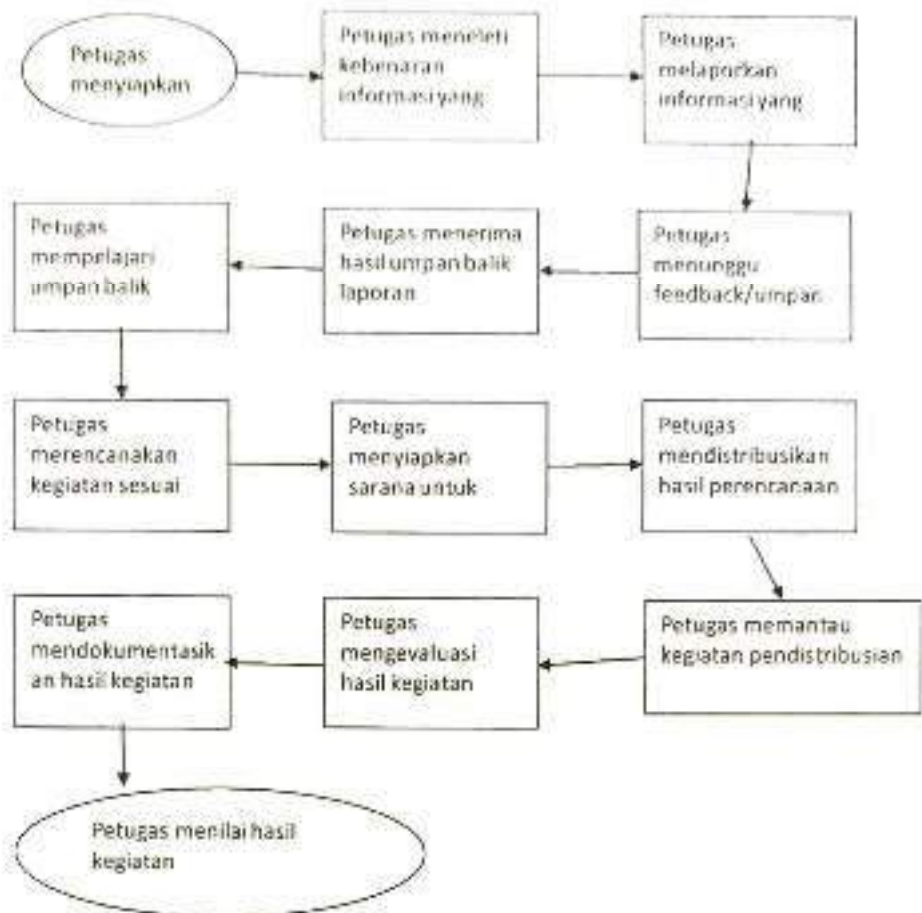 Petugas
menyiapkan
Petugas meneleti
kebenaran
informasi yang
Petugas
melaporkan
informasi yang
Petugas
mempelajari
umpan balik
Petugas menerima
hasil umpan balik
laporan
Petugas
menunggu
feedback/umpan
Petugas
merencanakan
kegiatan sesuai
Petugas
menyiapkan
sarana untuk
Petugas
mendistribusikan
hasil perencanaan
Petugas
mendokumentasik
an hasil kegiatan
Petugas
mengevaluasi
hasil kegiatan
Petugas memantau
kegiatan pendistribusian
Petugas menilai hasil
kegiatan